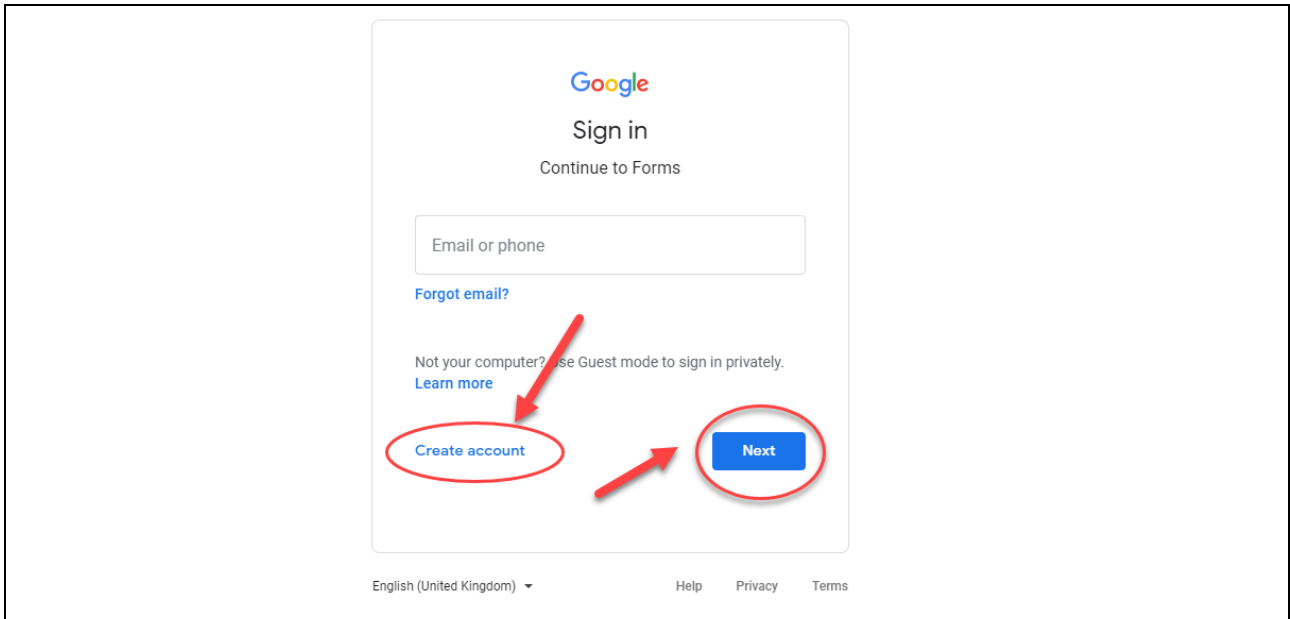 Google
Sign in
Continue to Forms
Email or phone
Forgot email?
Not your computer? Use Guest mode to sign in privately.
Learn more
Create account
Next
English (United Kingdom)
Help Privacy Terms